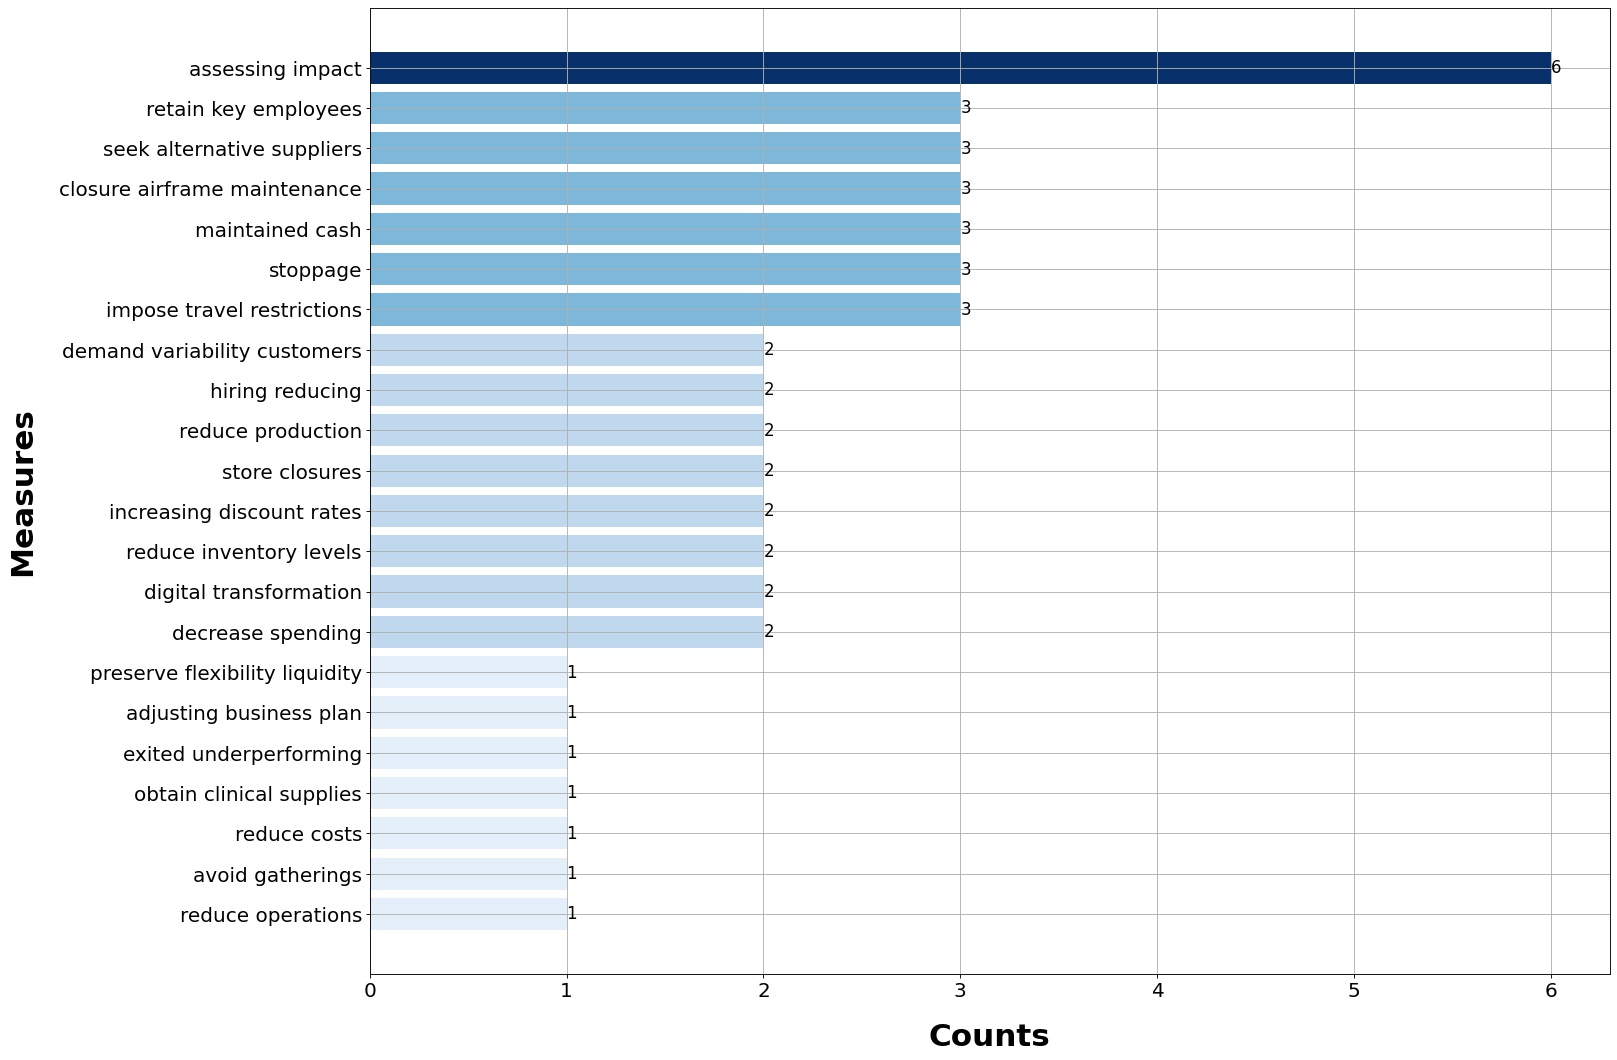 assessing impact 6
retain key employees 3
seek alternative suppliers 3
closure airframe maintenance 3
maintained cash 3
stoppage 3
impose travel restrictions 3
demand variability customers 2
hiring reducing 2
reduce production 2
store closures 2
increasing discount rates 2
reduce inventory levels 2
digital transformation 2
decrease spending 2
preserve flexibility liquidity 1
adjusting business plan 1
exited underperforming 1
obtain clinical supplies 1
reduce costs 1
avoid gatherings 1
reduce operations 1
Measures
0 1 2 3 4 5 6
Counts